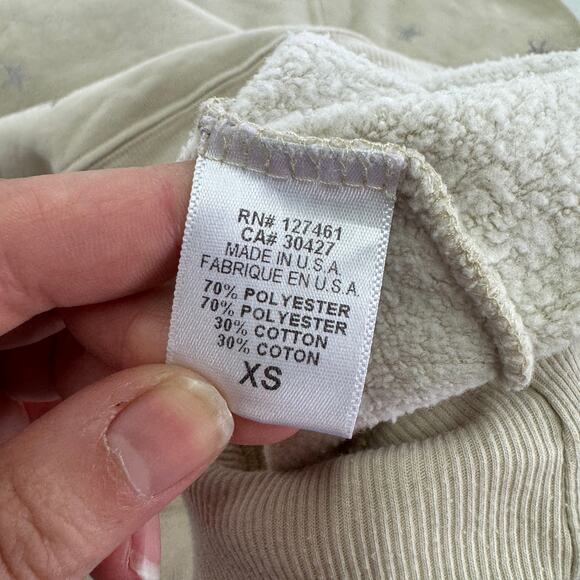 RN# 127461
CA# 30427
MADE IN U.S.A.
FABRIQUE EN U.S.A.
70% POLYESTER
70% POLYESTER
30% COTTON
30% COTON
XS